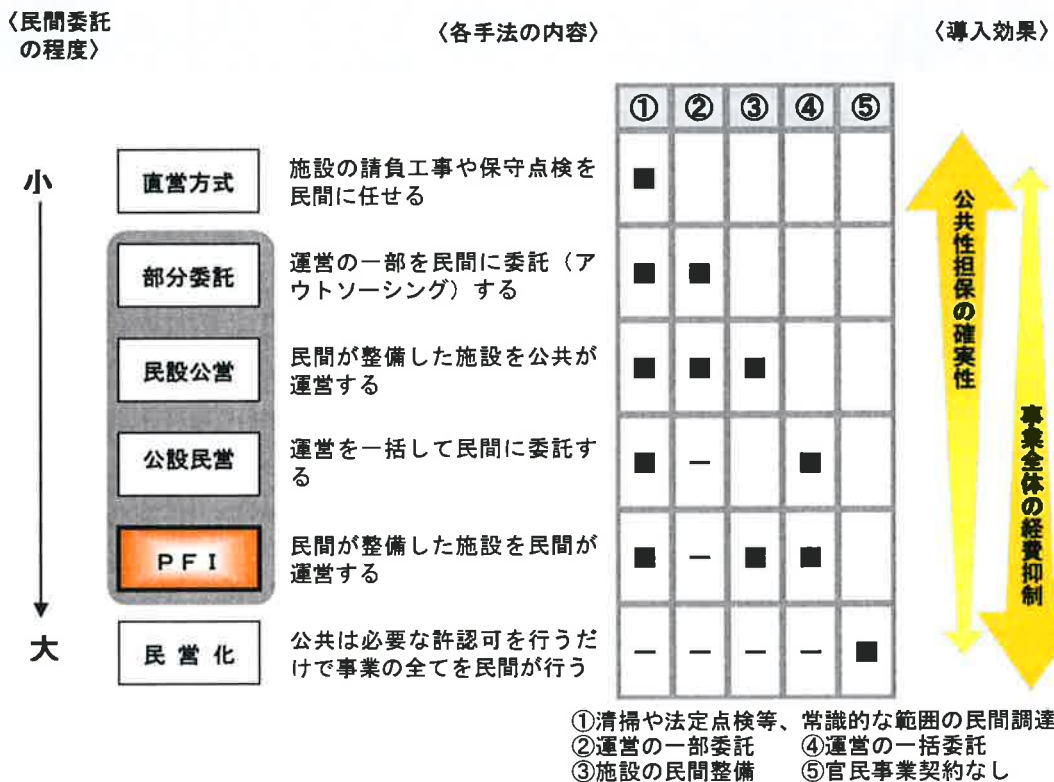 〈民間委託
の程度〉
〈各手法の内容〉
〈導入効果〉
① ② ③ ④ ⑤
小
直営方式
施設の請負工事や保守点検を
民間に任せる
■
部分委託
運営の一部を民間に委託（ア
ウトソーシング）する
■ ■
民設公営
民間が整備した施設を公共が
運営する
■ ■ ■
公設民営
運営を一括して民間に委託す
る
■ － ■
ＰＦＩ
民間が整備した施設を民間が
運営する
■ － ■ ■
大
民営化
公共は必要な許認可を行うだ
けで事業の全てを民間が行う
－ － － － ■
公共性担保の確実性
事業全体の経費抑制
①清掃や法定点検等、常識的な範囲の民間調達
②運営の一部委託 ④運営の一括委託
③施設の民間整備 ⑤官民事業契約なし